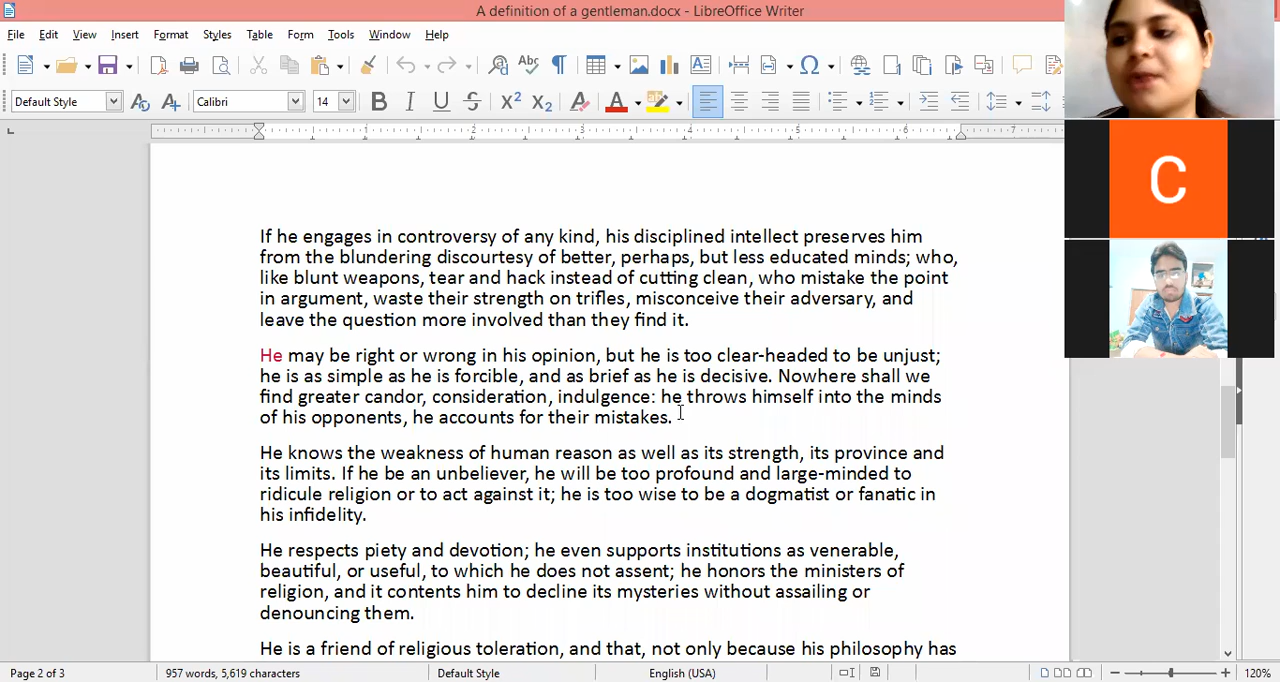 A definition of a gentleman.docx - LibreOffice Writer
File Edit View Insert Format Styles Table Form Tools Window Help
Default Style Calibri 14
1 2 4 5 6 7
If he engages in controversy of any kind, his disciplined intellect preserves him
from the blundering discourtesy of better, perhaps, but less educated minds; who,
like blunt weapons, tear and hack instead of cutting clean, who mistake the point
in argument, waste their strength on trifles, misconceive their adversary, and
leave the question more involved than they find it.
He may be right or wrong in his opinion, but he is too clear-headed to be unjust;
he is as simple as he is forcible, and as brief as he is decisive. Nowhere shall we
find greater candor, consideration, indulgence: he throws himself into the minds
of his opponents, he accounts for their mistakes.
He knows the weakness of human reason as well as its strength, its province and
its limits. If he be an unbeliever, he will be too profound and large-minded to
ridicule religion or to act against it; he is too wise to be a dogmatist or fanatic in
his infidelity.
He respects piety and devotion; he even supports institutions as venerable,
beautiful, or useful, to which he does not assent; he honors the ministers of
religion, and it contents him to decline its mysteries without assailing or
denouncing them.
He is a friend of religious toleration, and that, not only because his philosophy has
Page 2 of 3 957 words, 5,619 characters Default Style English (USA) 120%
C